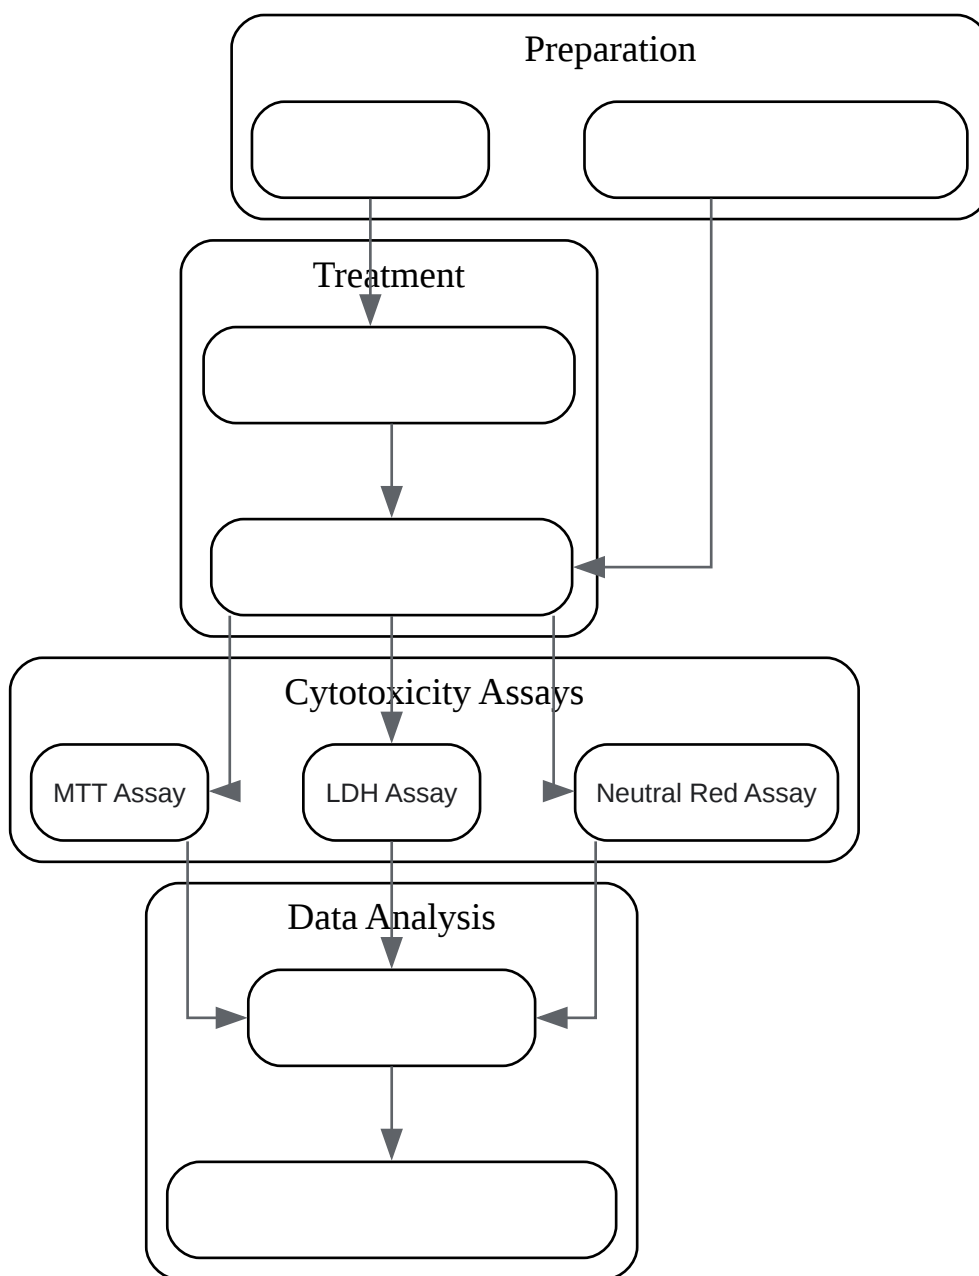 Preparation
Treatment
Cytotoxicity Assays
MTT Assay
LDH Assay
Neutral Red Assay
Data Analysis